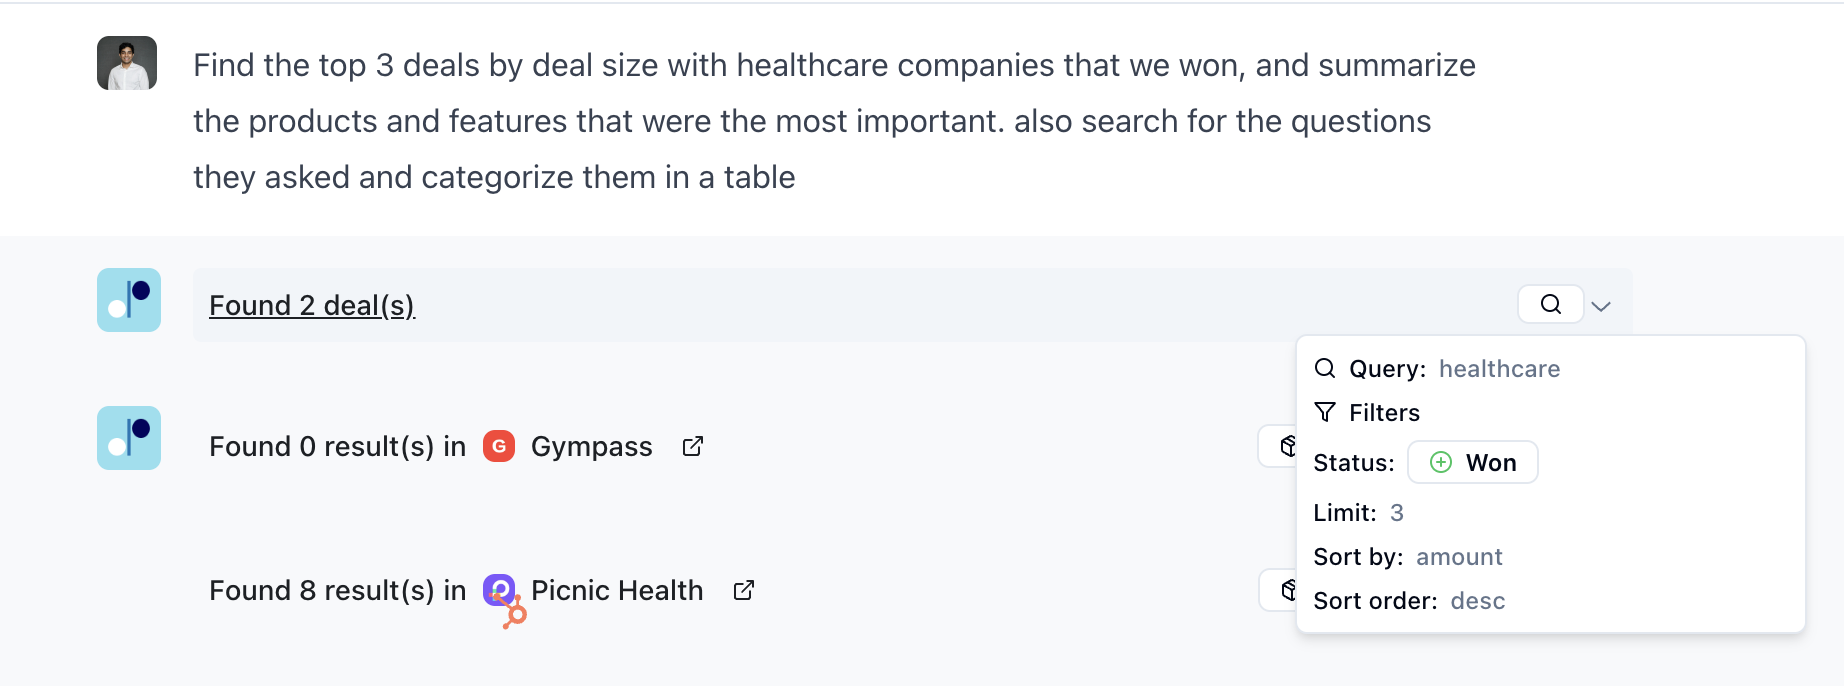 Find the top 3 deals by deal size with healthcare companies that we won, and summarize
the products and features that were the most important. also search for the questions
they asked and categorize them in a table
Found 2 deal(s)
Query: healthcare
Filters
Found 0 result(s) in G Gympass
Status: Won
Limit: 3
Sort by: amount
Found 8 result(s) in Picnic Health
Sort order: desc